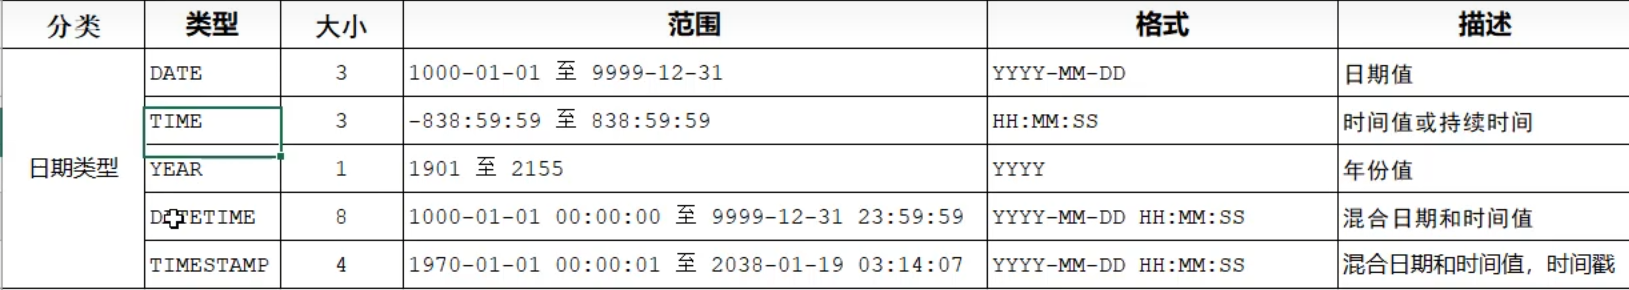 分类 类型 大小 范围 格式 描述
DATE 3 1000-01-01 至 9999-12-31 YYYY-MM-DD 日期值
TIME 3 -838:59:59 至 838:59:59 HH:MM:SS 时间值或持续时间
日期类型 YEAR 1 1901 至 2155 YYYY 年份值
DATETIME 8 1000-01-01 00:00:00 至 9999-12-31 23:59:59 YYYY-MM-DD HH:MM:SS 混合日期和时间值
TIMESTAMP 4 1970-01-01 00:00:01 至 2038-01-19 03:14:07 YYYY-MM-DD HH:MM:SS 混合日期和时间值，时间戳